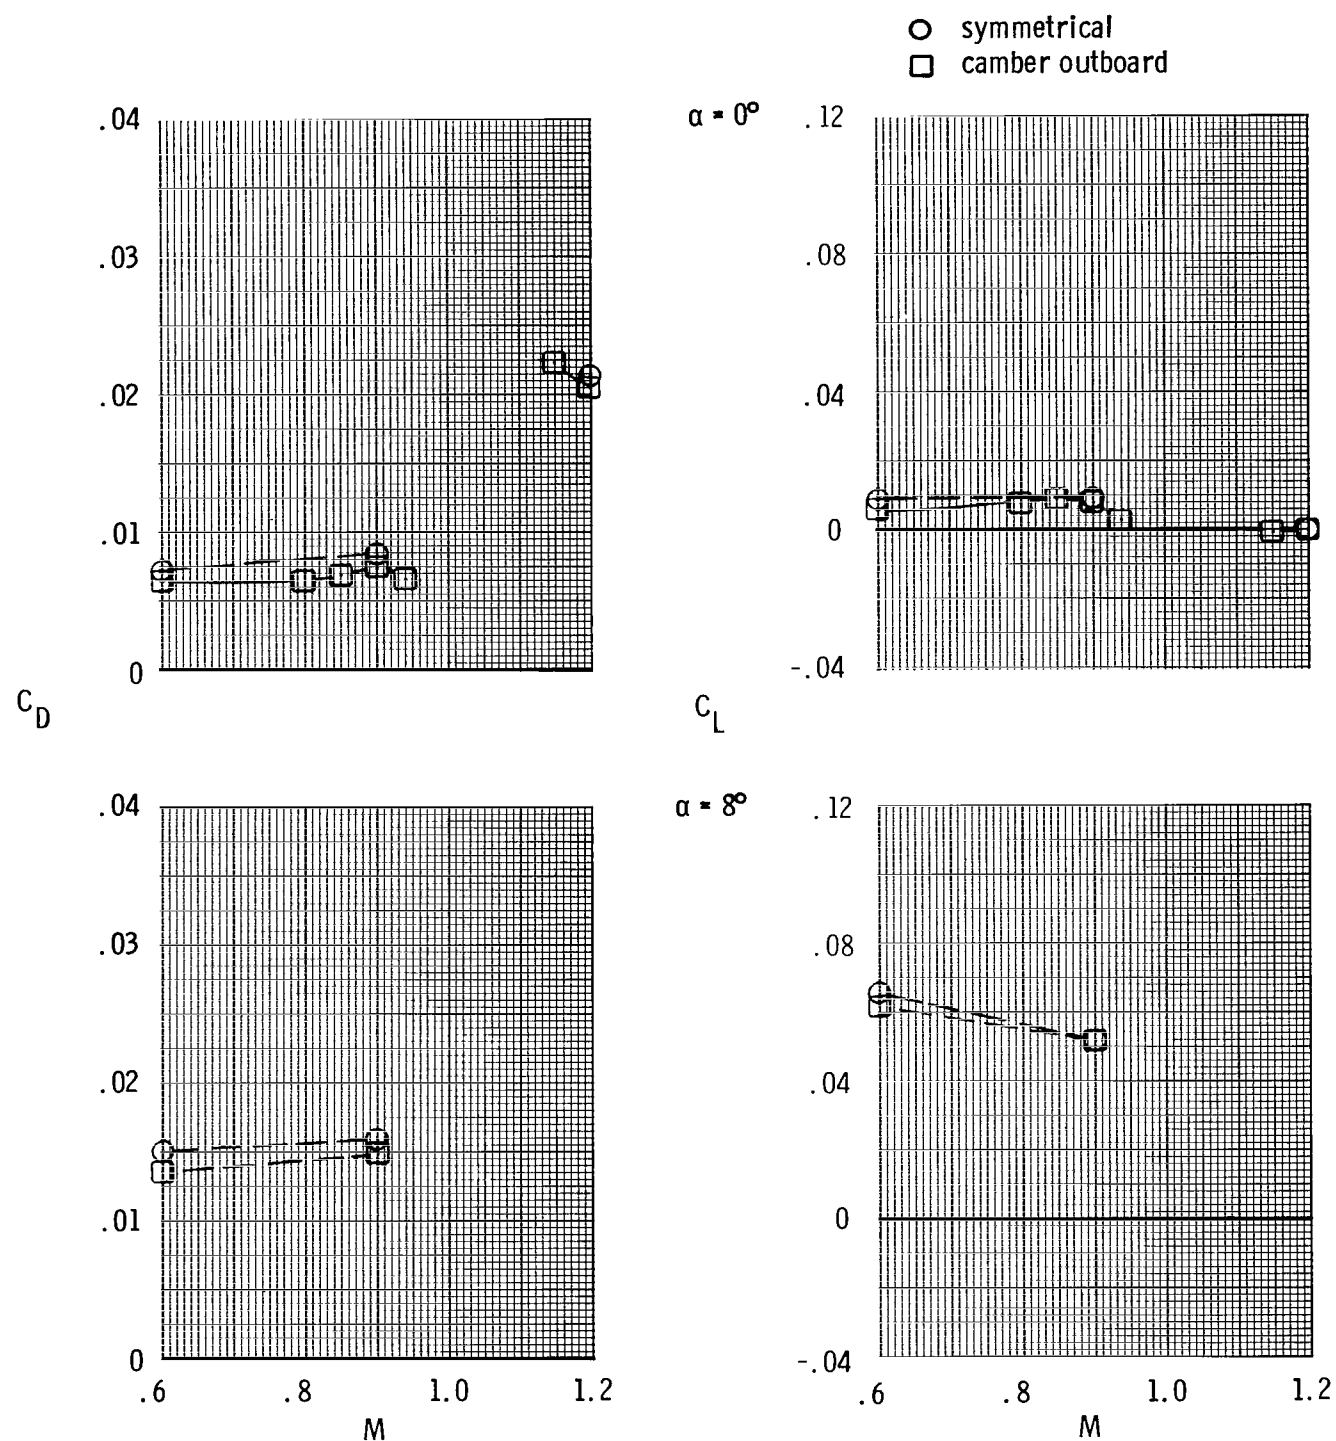 symmetrical
camber outboard
.04
.03
.02
.01
0
C_D
α = 0°
.12
.08
.04
0
-.04
C_L
.04
.03
.02
.01
0
.6 .8 1.0 1.2
M
α = 8°
.12
.08
.04
0
-.04
.6 .8 1.0 1.2
M